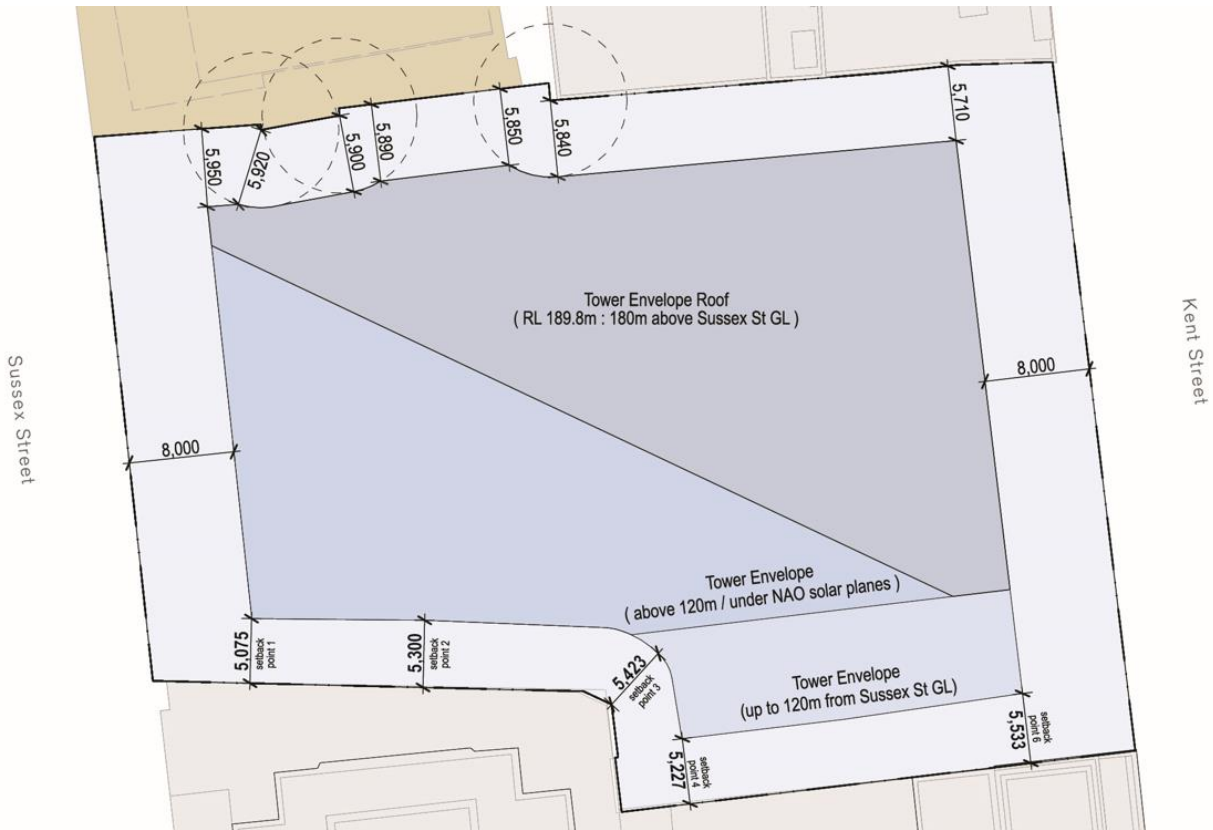 5,950
5,920
5,900
5,890
5,850
5,840
5,710
Tower Envelope Roof
( RL 189.8m : 180m above Sussex St GL )
Sussex Street
Kent Street
8,000
8,000
Tower Envelope
( above 120m / under NAO solar planes )
Tower Envelope
(up to 120m from Sussex St GL)
5,075
setback
point 1
5,300
setback
point 2
5,423
setback
point 3
5,227
setback
point 4
5,533
setback
point 6